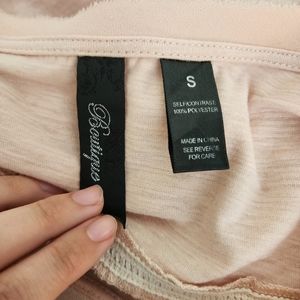 Boutique
S
SELF/CONTRAST:
100% POLYESTER
MADE IN CHINA
SEE REVERSE
FOR CARE